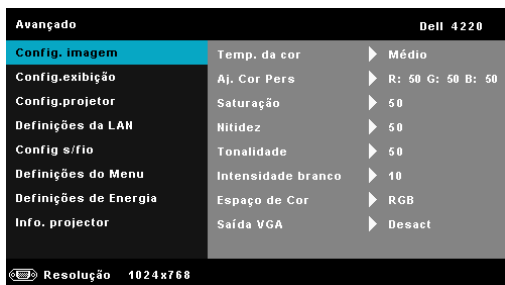 Avançado Dell 4220
Config. imagem Temp. da cor Médio
Config.exibição Aj. Cor Pers R: 50 G: 50 B: 50
Config.projetor Saturação 50
Definições da LAN Nitidez 50
Config s/fio Tonalidade 50
Definições do Menu Intensidade branco 10
Definições de Energia Espaço de Cor RGB
Info. projector Saída VGA Desact
Resolução 1024x768